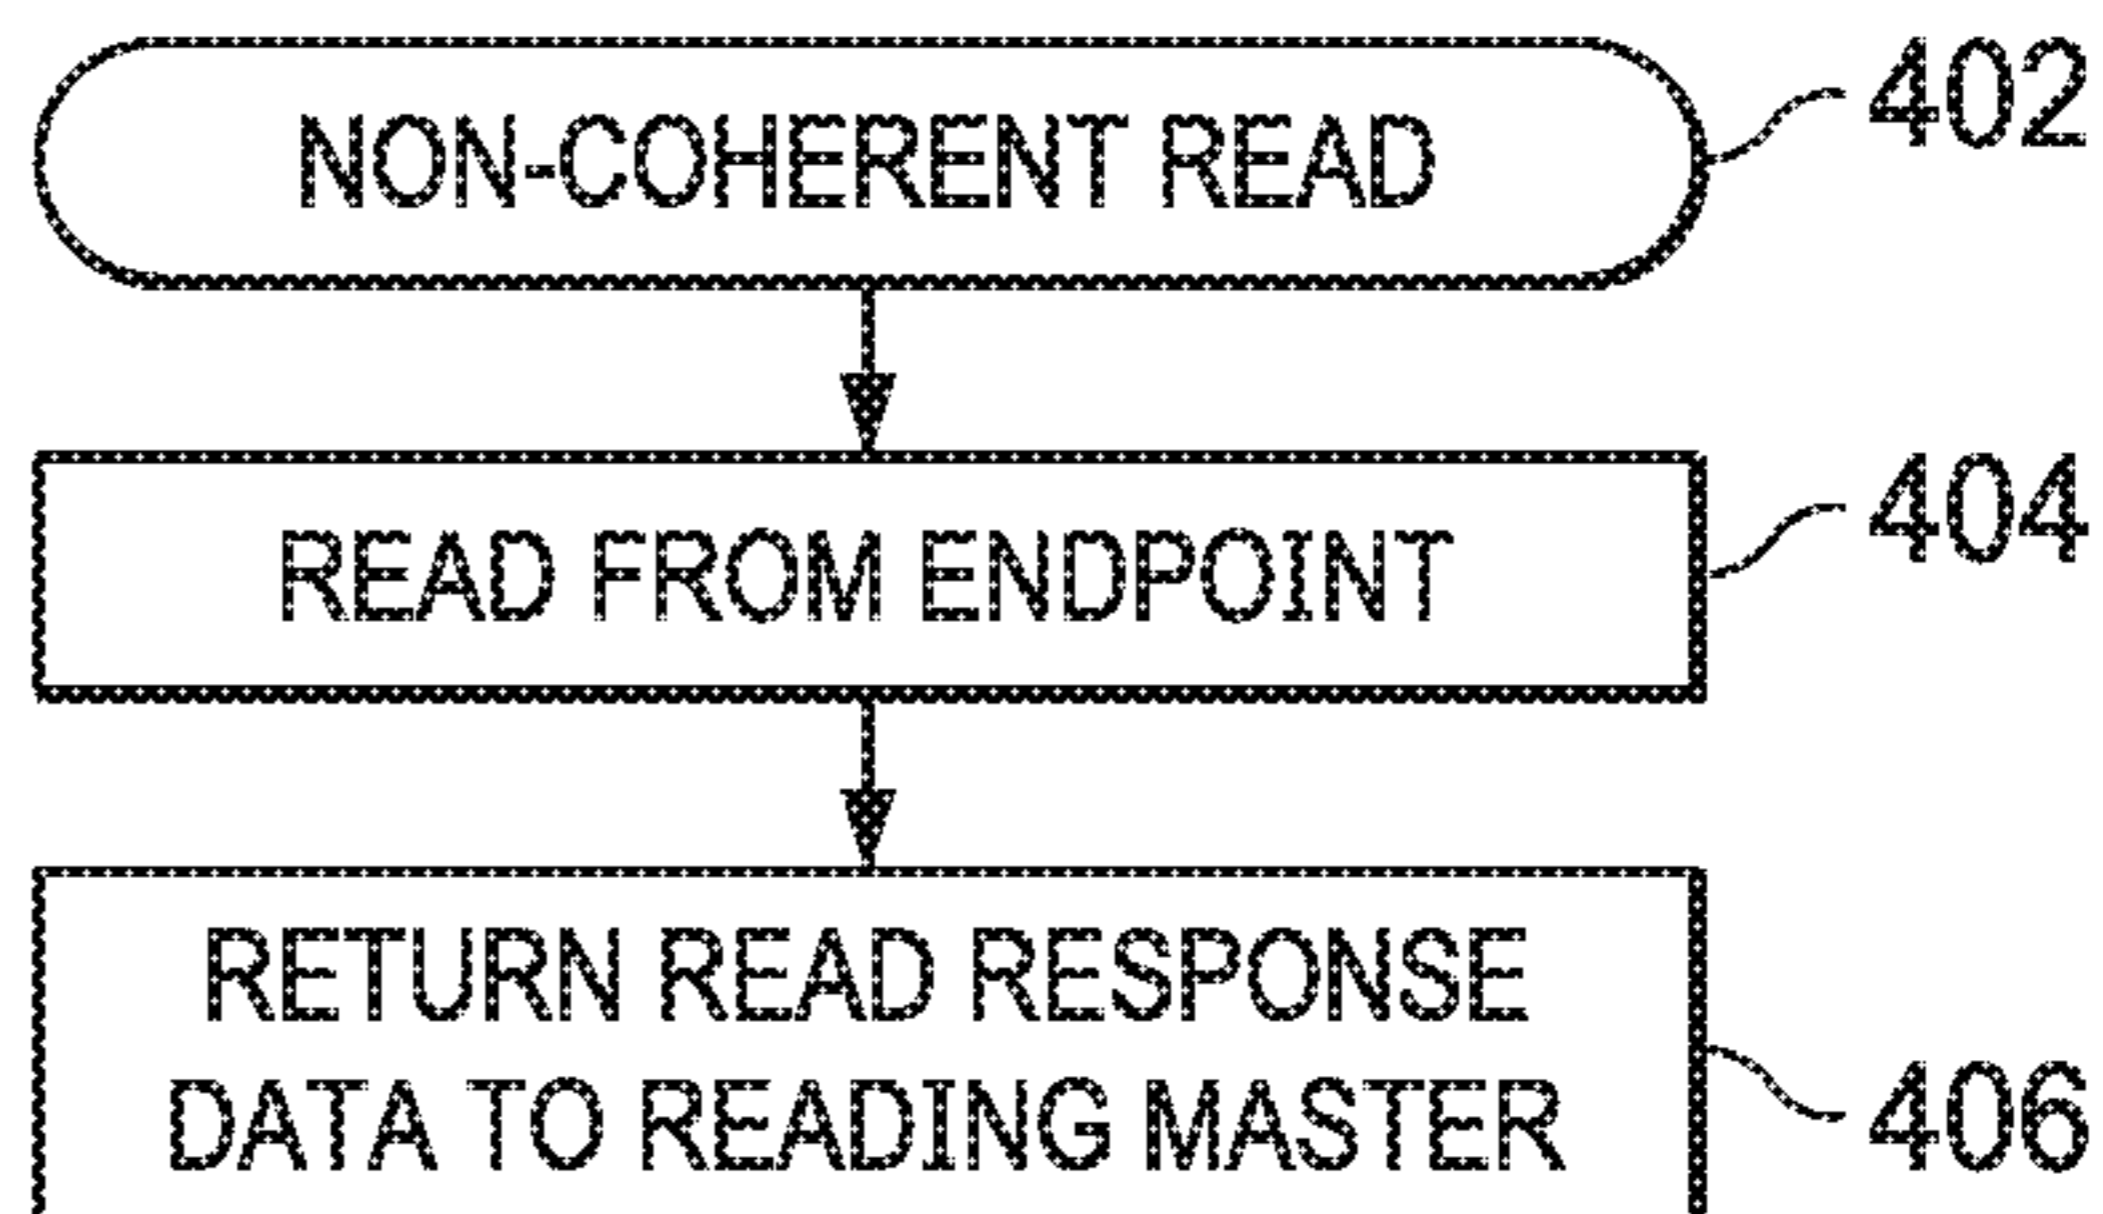 NON-COHERENT READ
402
READ FROM ENDPOINT
404
RETURN READ RESPONSE
DATA TO READING MASTER
406